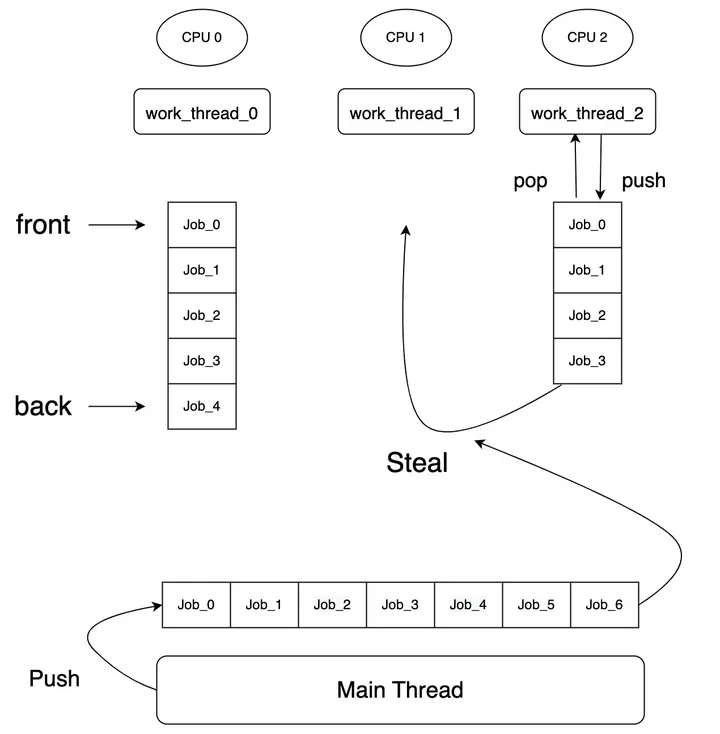 CPU 0
CPU 1
CPU 2
work_thread_0
work_thread_1
work_thread_2
pop
push
front
Job_0
Job_1
Job_2
Job_3
back
Job_4
Job_0
Job_1
Job_2
Job_3
Steal
Job_0
Job_1
Job_2
Job_3
Job_4
Job_5
Job_6
Push
Main Thread